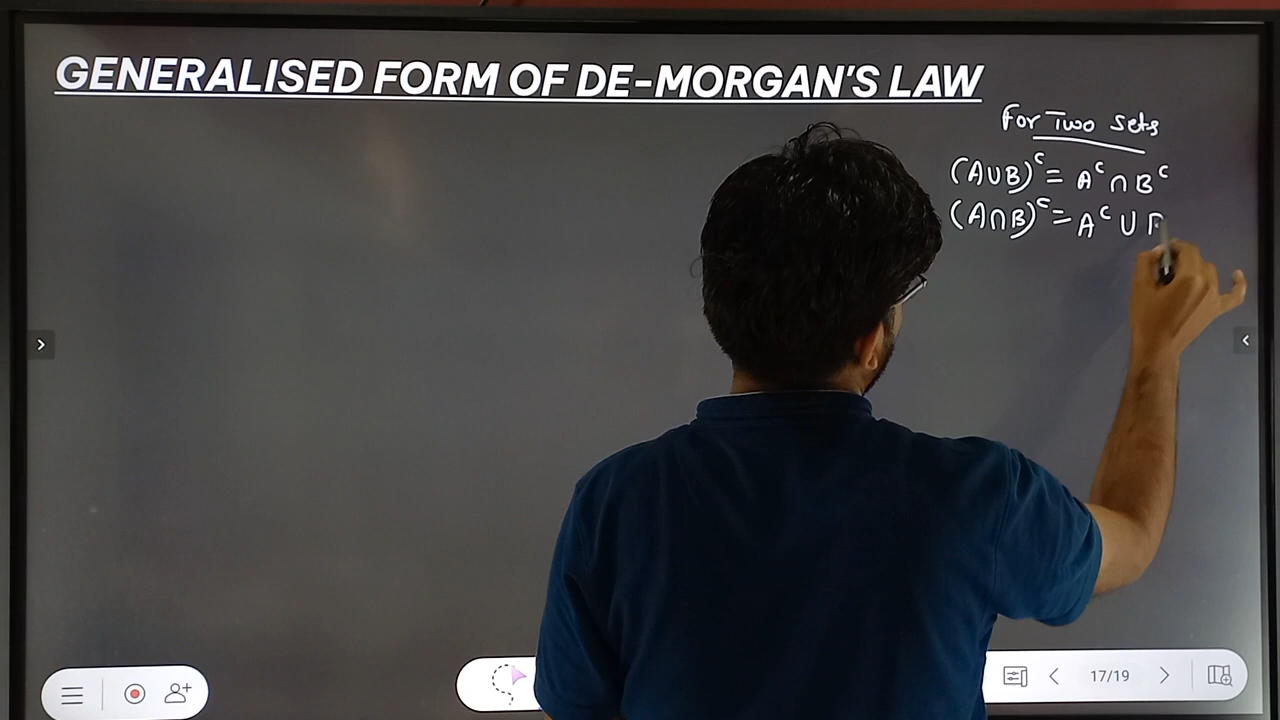 GENERALISED FORM OF DE-MORGAN'S LAW
For Two Sets
(A∪B)ᶜ = Aᶜ ∩ Bᶜ
(A∩B)ᶜ = Aᶜ ∪
17/19